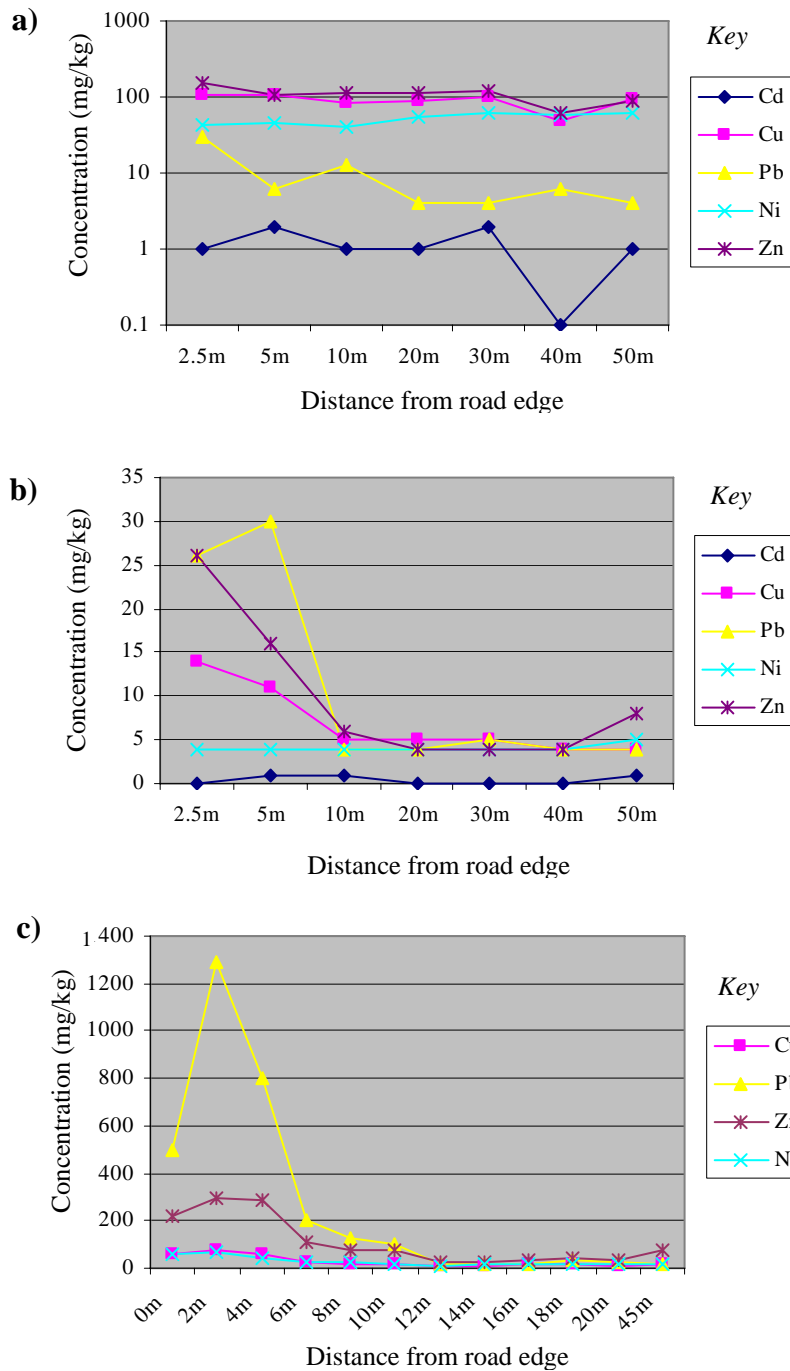 a)
Concentration (mg/kg)
1000
100
10
1
0.1
2.5m 5m 10m 20m 30m 40m 50m
Distance from road edge
Key
Cd
Cu
Pb
Ni
Zn
b)
Concentration (mg/kg)
35
30
25
20
15
10
5
0
2.5m 5m 10m 20m 30m 40m 50m
Distance from road edge
Key
Cd
Cu
Pb
Ni
Zn
c)
Concentration (mg/kg)
1400
1200
1000
800
600
400
200
0
0m 2m 4m 6m 8m 10m 12m 14m 16m 18m 20m 45m
Distance from road edge
Key
C
P
Z
N